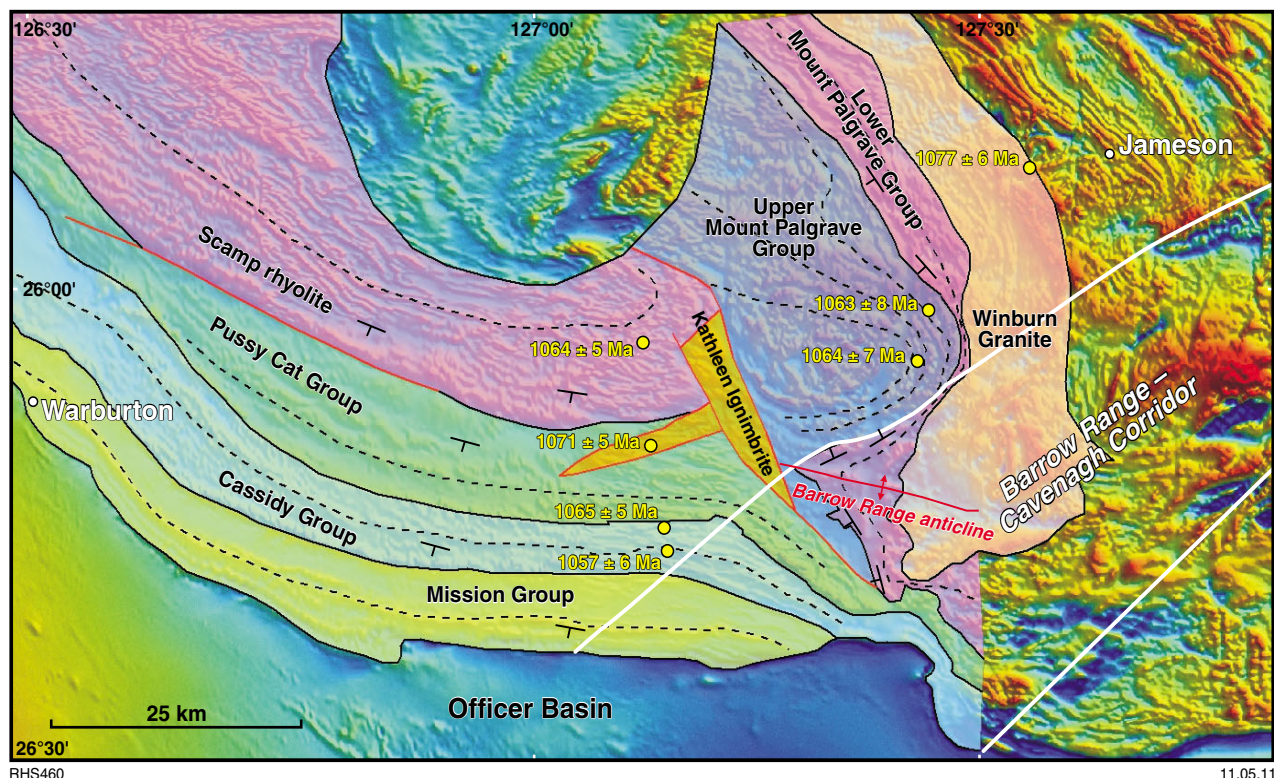 126°30'
127°00'
127°30'
Lower
Mount Palgrave Group
1077 ± 6 Ma
Jameson
Upper
Mount Palgrave
Group
Scamp rhyolite
26°00'
1063 ± 8 Ma
Winburn
Granite
Kathleen Ignimbrite
1064 ± 5 Ma
1064 ± 7 Ma
Pussy Cat Group
Warburton
Barrow Range –
Cavenagh Corridor
1071 ± 5 Ma
Cassidy Group
Barrow Range anticline
1065 ± 5 Ma
1057 ± 6 Ma
Mission Group
Officer Basin
25 km
26°30'
RHS460
11.05.11